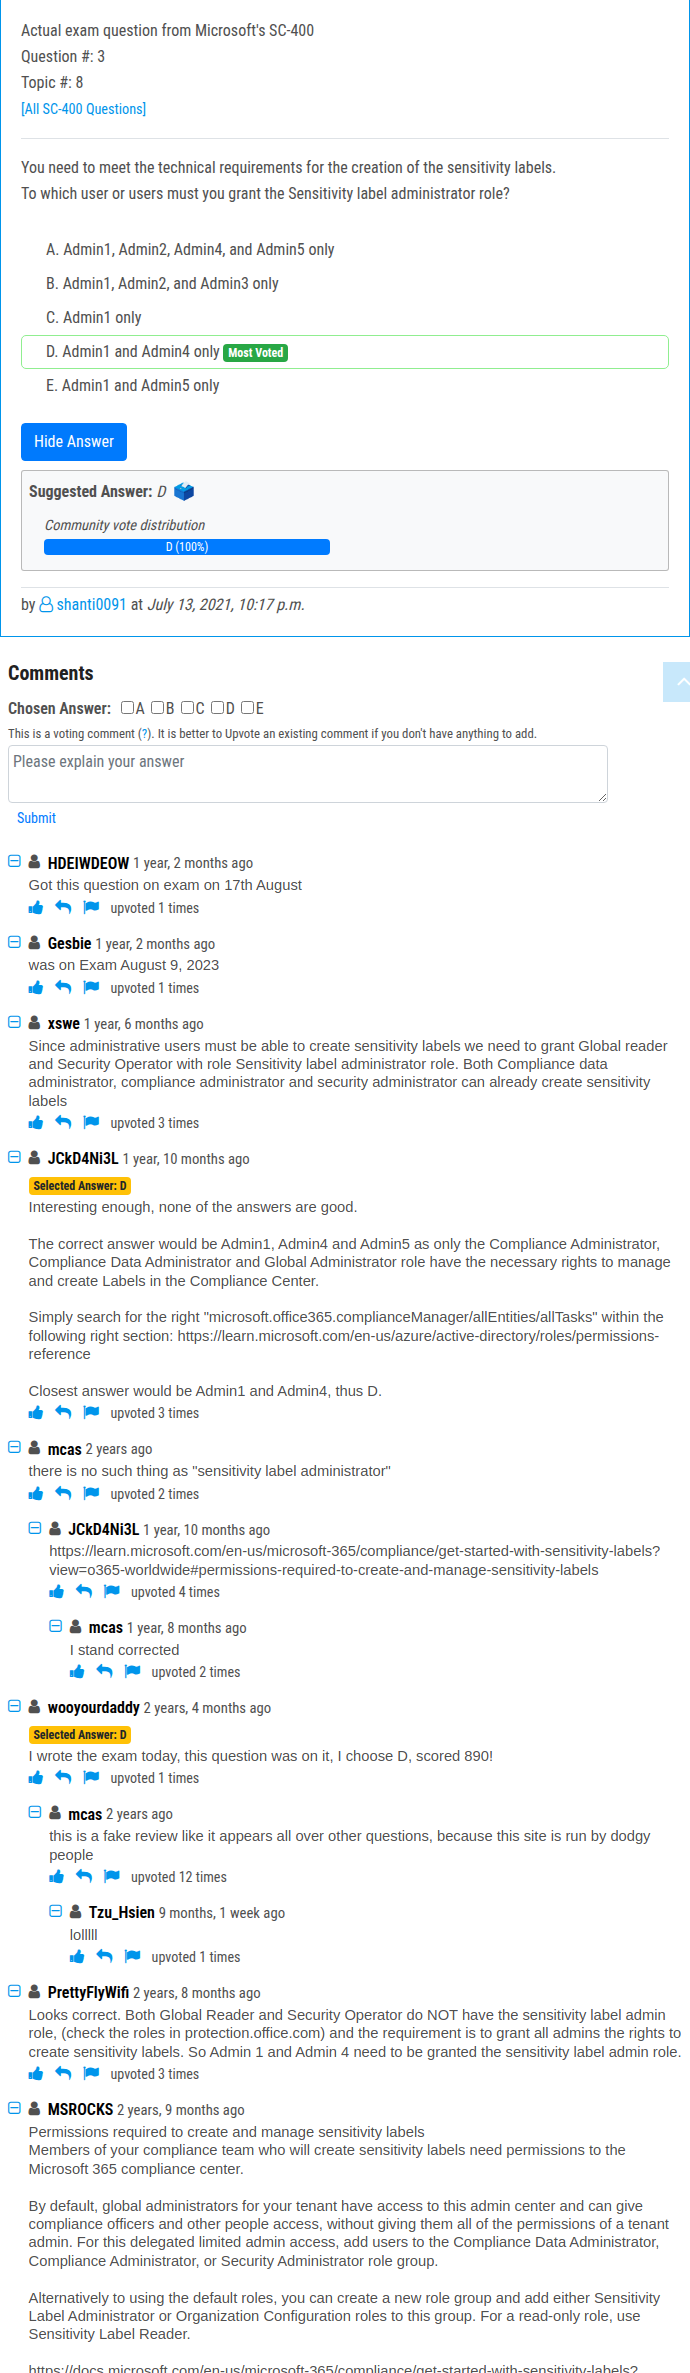 Actual exam question from Microsoft's SC-400
Question #: 3
Topic #: 8
[All SC-400 Questions]
You need to meet the technical requirements for the creation of the sensitivity labels.
To which user or users must you grant the Sensitivity label administrator role?
A. Admin1, Admin2, Admin4, and Admin5 only
B. Admin1, Admin2, and Admin3 only
C. Admin1 only
D. Admin1 and Admin4 only Most Voted
E. Admin1 and Admin5 only
Hide Answer
Suggested Answer: D
Community vote distribution
D (100%)
by shanti0091 at July 13, 2021, 10:17 p.m.
Comments
Chosen Answer: A B C D E
This is a voting comment (?). It is better to Upvote an existing comment if you don't have anything to add.
Please explain your answer
Submit
HDEIWDEOW 1 year, 2 months ago
Got this question on exam on 17th August
upvoted 1 times
Gesbie 1 year, 2 months ago
was on Exam August 9, 2023
upvoted 1 times
xswe 1 year, 6 months ago
Since administrative users must be able to create sensitivity labels we need to grant Global reader
and Security Operator with role Sensitivity label administrator role. Both Compliance data
administrator, compliance administrator and security administrator can already create sensitivity
labels
upvoted 3 times
JCkD4Ni3L 1 year, 10 months ago
Selected Answer: D
Interesting enough, none of the answers are good.
The correct answer would be Admin1, Admin4 and Admin5 as only the Compliance Administrator,
Compliance Data Administrator and Global Administrator role have the necessary rights to manage
and create Labels in the Compliance Center.
Simply search for the right "microsoft.office365.complianceManager/allEntities/allTasks" within the
following right section: https://learn.microsoft.com/en-us/azure/active-directory/roles/permissions-
reference
Closest answer would be Admin1 and Admin4, thus D.
upvoted 3 times
mcas 2 years ago
there is no such thing as "sensitivity label administrator"
upvoted 2 times
JCkD4Ni3L 1 year, 10 months ago
https://learn.microsoft.com/en-us/microsoft-365/compliance/get-started-with-sensitivity-labels?
view=o365-worldwide#permissions-required-to-create-and-manage-sensitivity-labels
upvoted 4 times
mcas 1 year, 8 months ago
I stand corrected
upvoted 2 times
wooyourdaddy 2 years, 4 months ago
Selected Answer: D
I wrote the exam today, this question was on it, I choose D, scored 890!
upvoted 1 times
mcas 2 years ago
this is a fake review like it appears all over other questions, because this site is run by dodgy
people
upvoted 12 times
Tzu_Hsien 9 months, 1 week ago
lolllll
upvoted 1 times
PrettyFlyWifi 2 years, 8 months ago
Looks correct. Both Global Reader and Security Operator do NOT have the sensitivity label admin
role, (check the roles in protection.office.com) and the requirement is to grant all admins the rights to
create sensitivity labels. So Admin 1 and Admin 4 need to be granted the sensitivity label admin role.
upvoted 3 times
MSROCKS 2 years, 9 months ago
Permissions required to create and manage sensitivity labels
Members of your compliance team who will create sensitivity labels need permissions to the
Microsoft 365 compliance center.
By default, global administrators for your tenant have access to this admin center and can give
compliance officers and other people access, without giving them all of the permissions of a tenant
admin. For this delegated limited admin access, add users to the Compliance Data Administrator,
Compliance Administrator, or Security Administrator role group.
Alternatively to using the default roles, you can create a new role group and add either Sensitivity
Label Administrator or Organization Configuration roles to this group. For a read-only role, use
Sensitivity Label Reader.
https://docs.microsoft.com/en-us/microsoft-365/compliance/get-started-with-sensitivity-labels?